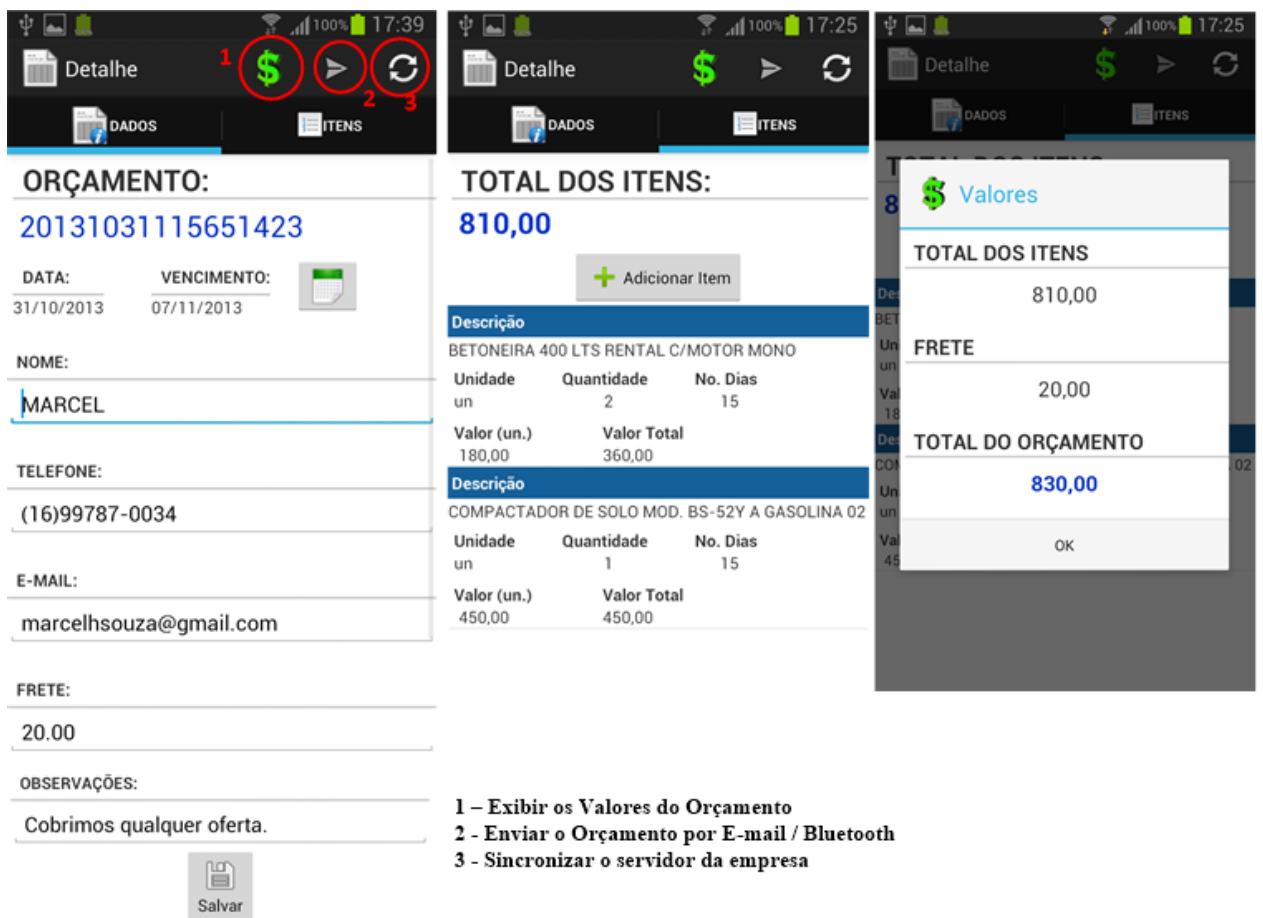 100% 17:39
Detalhe
1
2
3
DADOS ITENS
ORÇAMENTO:
20131031115651423
DATA: VENCIMENTO:
31/10/2013 07/11/2013
NOME:
MARCEL
TELEFONE:
(16)99787-0034
E-MAIL:
marcelhsouza@gmail.com
FRETE:
20.00
OBSERVAÇÕES:
Cobrimos qualquer oferta.
Salvar
100% 17:25
Detalhe
DADOS ITENS
TOTAL DOS ITENS:
810,00
Adicionar Item
Descrição
BETONEIRA 400 LTS RENTAL C/MOTOR MONO
Unidade Quantidade No. Dias
un 2 15
Valor (un.) Valor Total
180,00 360,00
Descrição
COMPACTADOR DE SOLO MOD. BS-52Y A GASOLINA 02
Unidade Quantidade No. Dias
un 1 15
Valor (un.) Valor Total
450,00 450,00
100% 17:25
Detalhe
DADOS ITENS
Valores
TOTAL DOS ITENS
810,00
FRETE
20,00
TOTAL DO ORÇAMENTO
830,00
OK
1 – Exibir os Valores do Orçamento
2 - Enviar o Orçamento por E-mail / Bluetooth
3 - Sincronizar o servidor da empresa